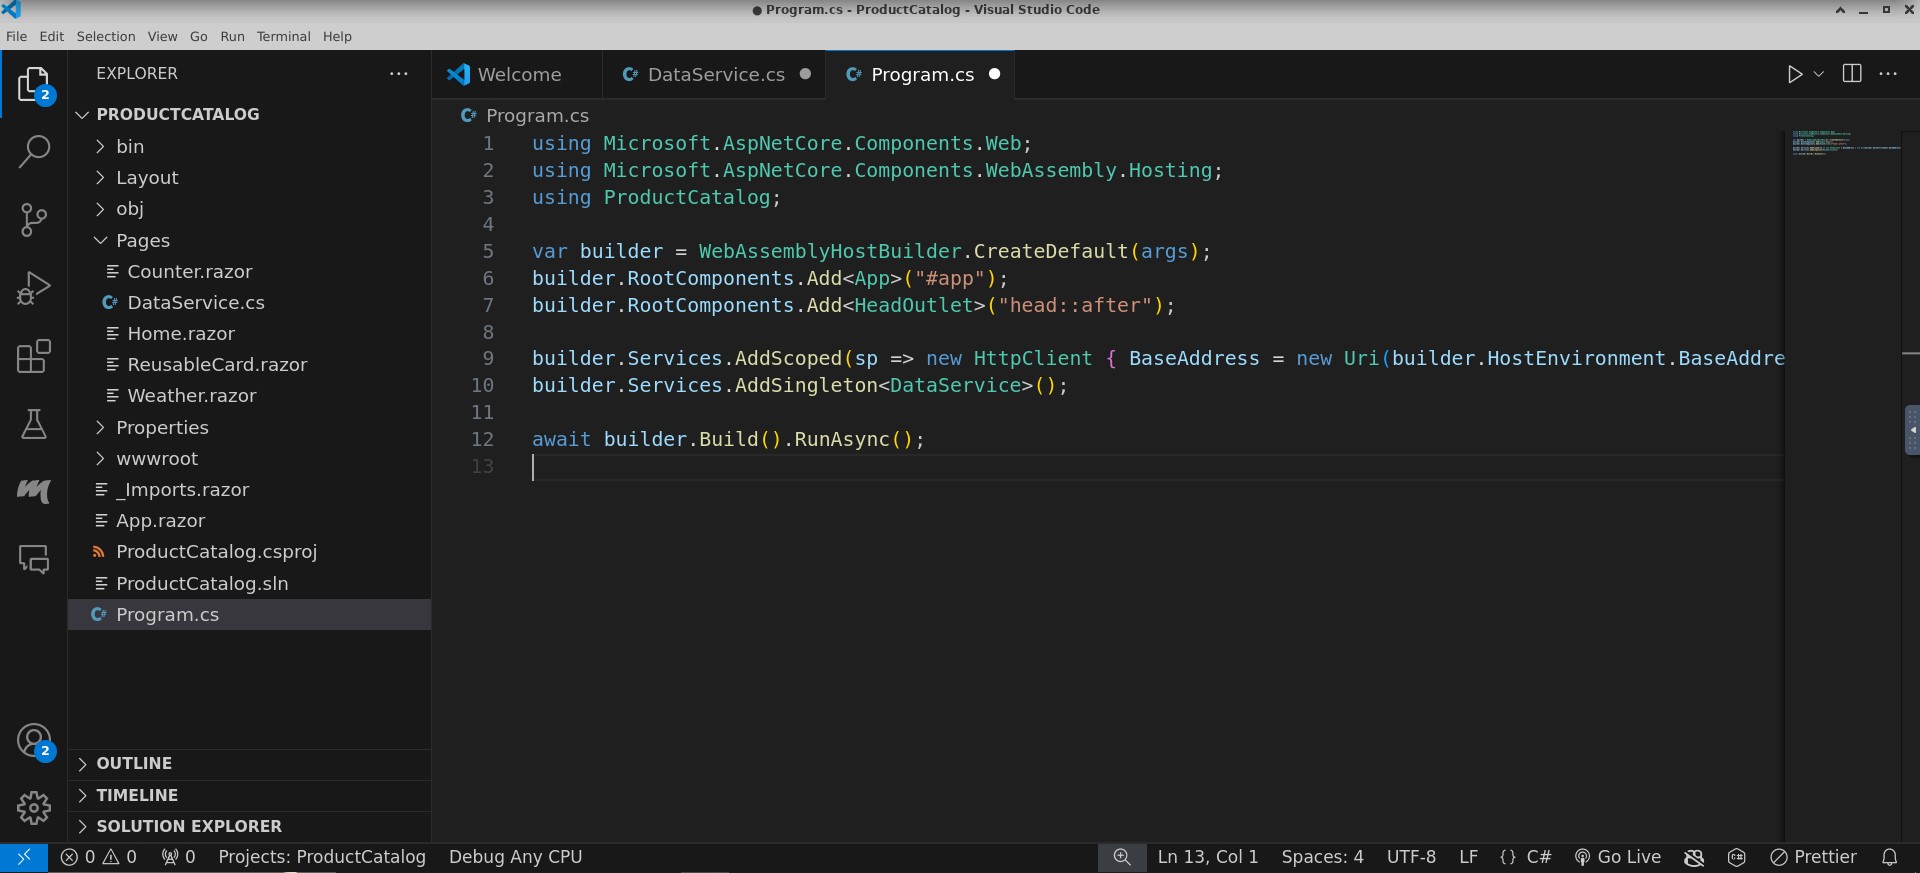 ● Program.cs - ProductCatalog - Visual Studio Code
File Edit Selection View Go Run Terminal Help
EXPLORER
PRODUCTCATALOG
bin
Layout
obj
Pages
Counter.razor
DataService.cs
Home.razor
ReusableCard.razor
Weather.razor
Properties
wwwroot
_Imports.razor
App.razor
ProductCatalog.csproj
ProductCatalog.sln
Program.cs
OUTLINE
TIMELINE
SOLUTION EXPLORER
2
2
Welcome DataService.cs Program.cs
Program.cs
1 using Microsoft.AspNetCore.Components.Web;
2 using Microsoft.AspNetCore.Components.WebAssembly.Hosting;
3 using ProductCatalog;
4
5 var builder = WebAssemblyHostBuilder.CreateDefault(args);
6 builder.RootComponents.Add<App>("#app");
7 builder.RootComponents.Add<HeadOutlet>("head::after");
8
9 builder.Services.AddScoped(sp => new HttpClient { BaseAddress = new Uri(builder.HostEnvironment.BaseAddre
10 builder.Services.AddSingleton<DataService>();
11
12 await builder.Build().RunAsync();
13
0 0 0 Projects: ProductCatalog Debug Any CPU Ln 13, Col 1 Spaces: 4 UTF-8 LF {} C# Go Live Prettier